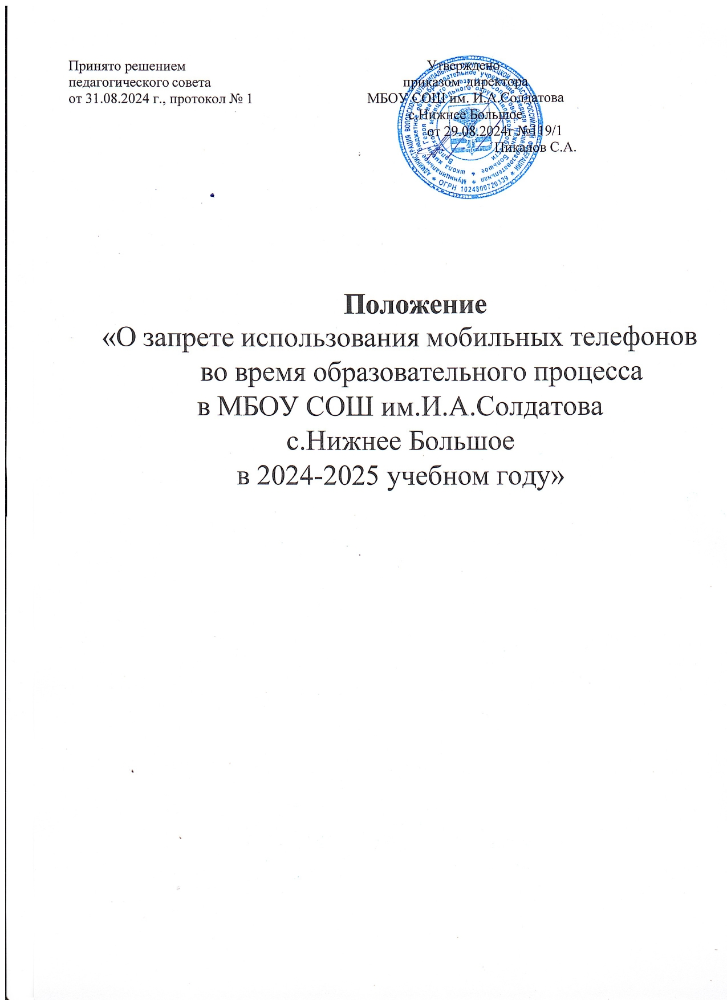 Принято решением
педагогического совета
от 31.08.2024 г., протокол № 1
Утверждено
приказом директора
МБОУ СОШ им. И.А.Солдатова
с.Нижнее Большое
от 29.08.2024г №119/1
Пикалов С.А.
ОГРН 1024800720339
Положение
«О запрете использования мобильных телефонов
во время образовательного процесса
в МБОУ СОШ им.И.А.Солдатова
с.Нижнее Большое
в 2024-2025 учебном году»